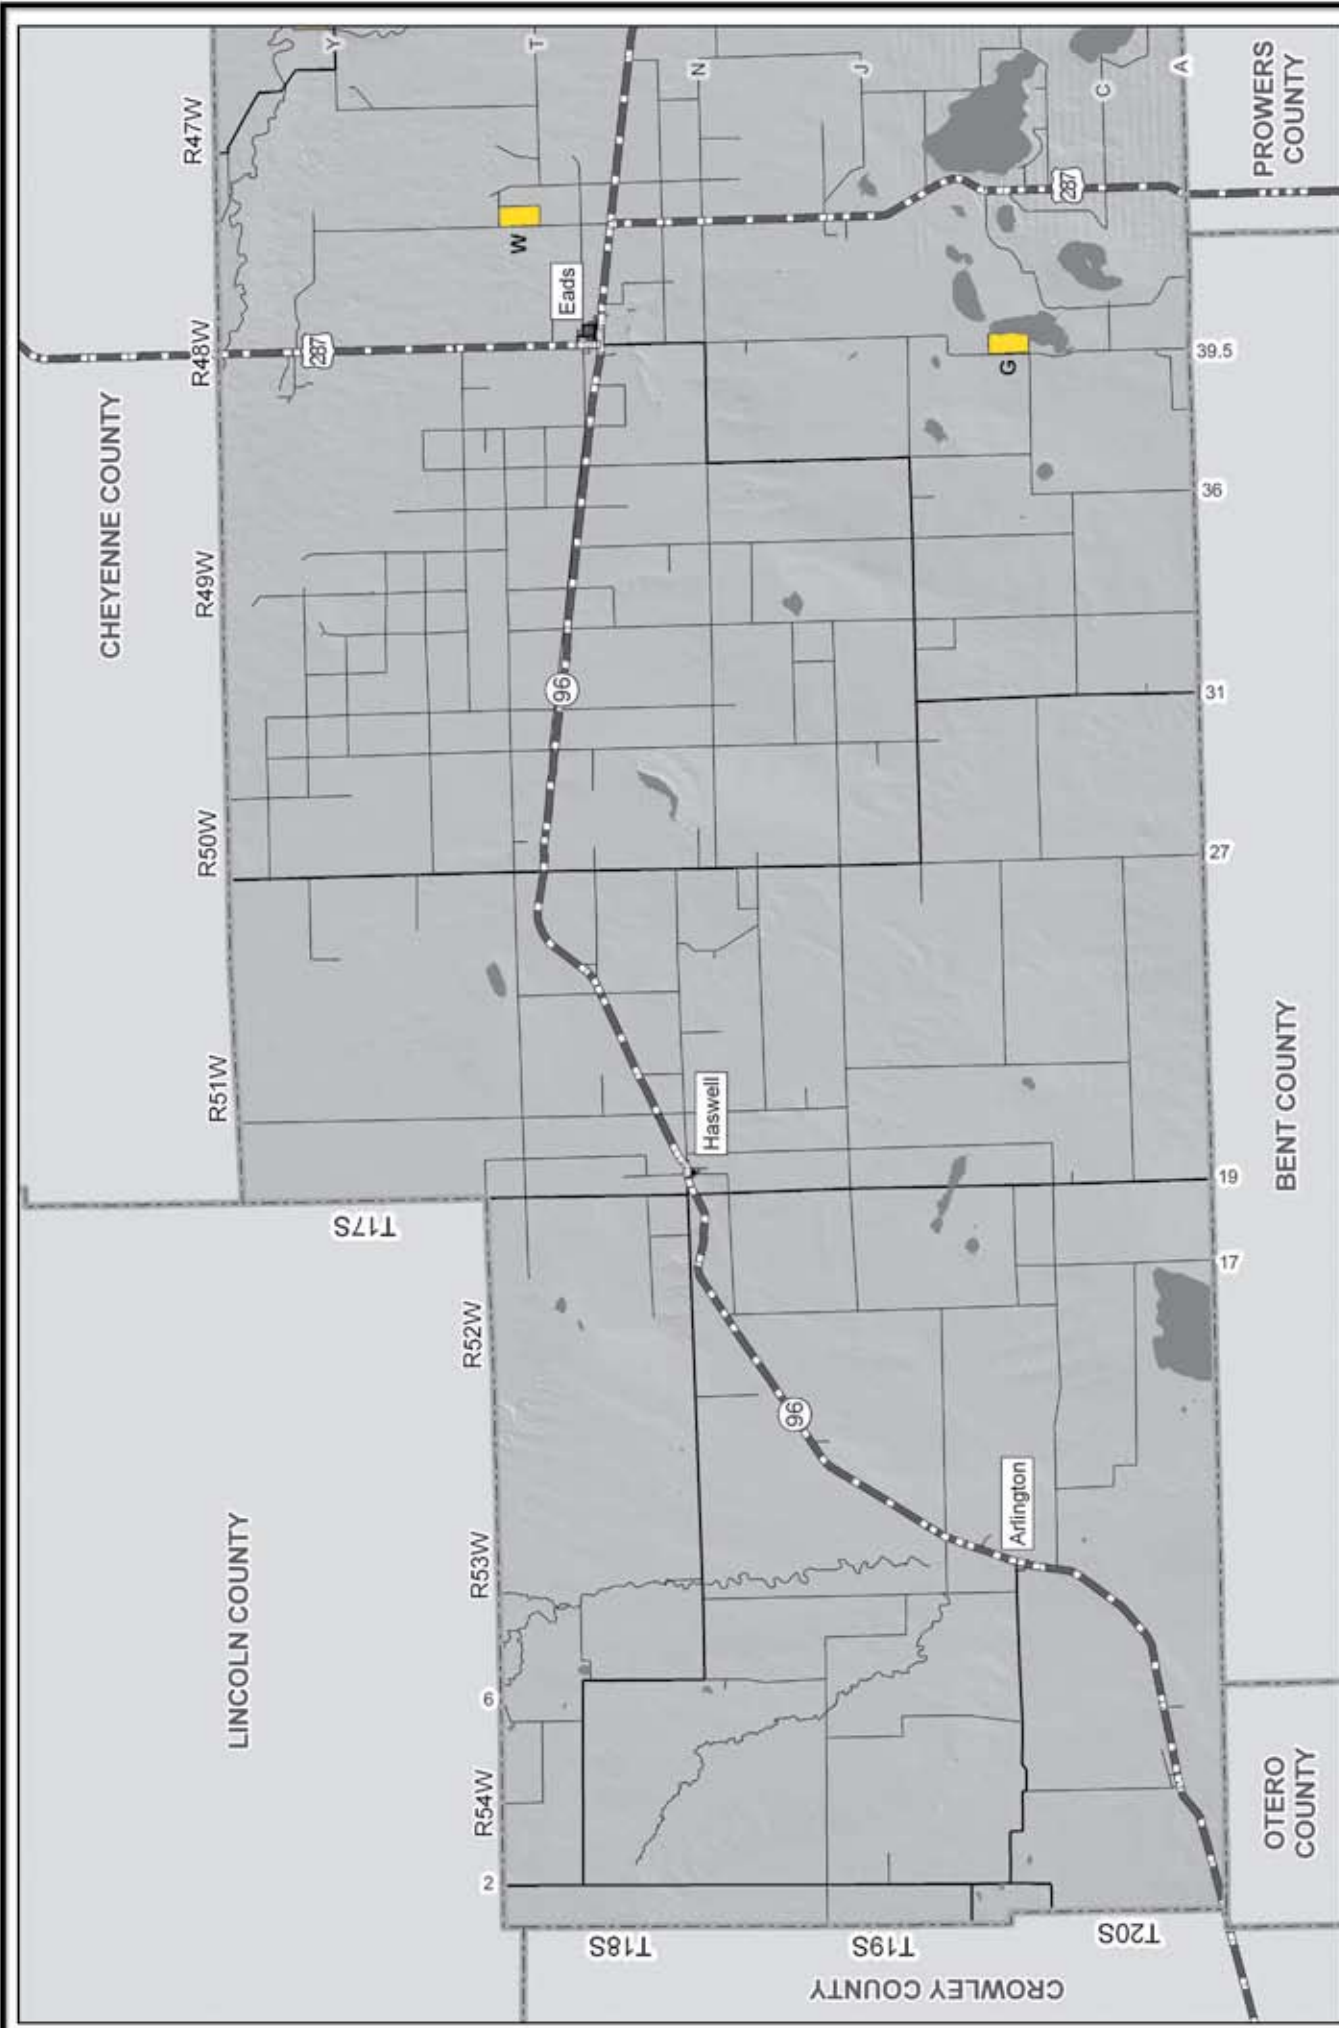 LINCOLN COUNTY
CHEYENNE COUNTY
R54W
R53W
R52W
R51W
R50W
R49W
R48W
R47W
2
6
T17S
287
Y
T
W
Eads
96
N
T18S
Haswell
96
J
T19S
CROWLEY COUNTY
Arlington
G
287
C
T20S
A
17
19
27
31
36
39.5
OTERO
COUNTY
BENT COUNTY
PROWERS
COUNTY